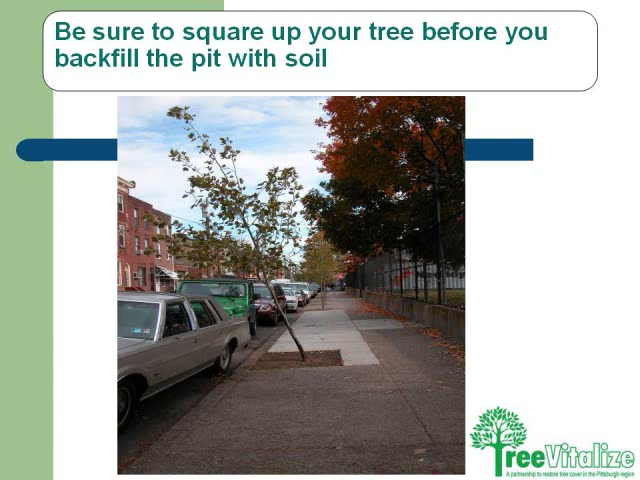 Be sure to square up your tree before you
backfill the pit with soil
TreeVitalize
A partnership to restore tree cover in the Pittsburgh region